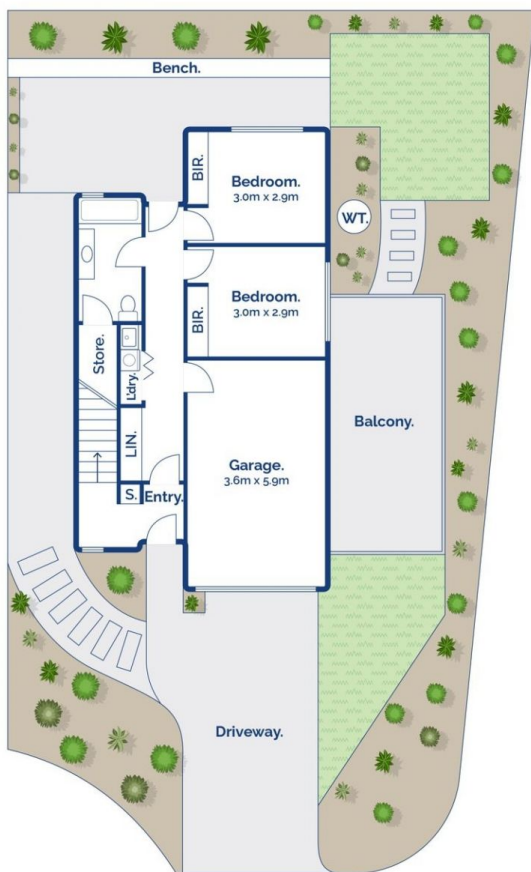 Bench.
BIR.
Bedroom.
3.0m x 2.9m
WT.
BIR.
Bedroom.
3.0m x 2.9m
Store.
L'dry.
LIN.
Garage.
3.6m x 5.9m
Balcony.
S.
Entry.
Driveway.